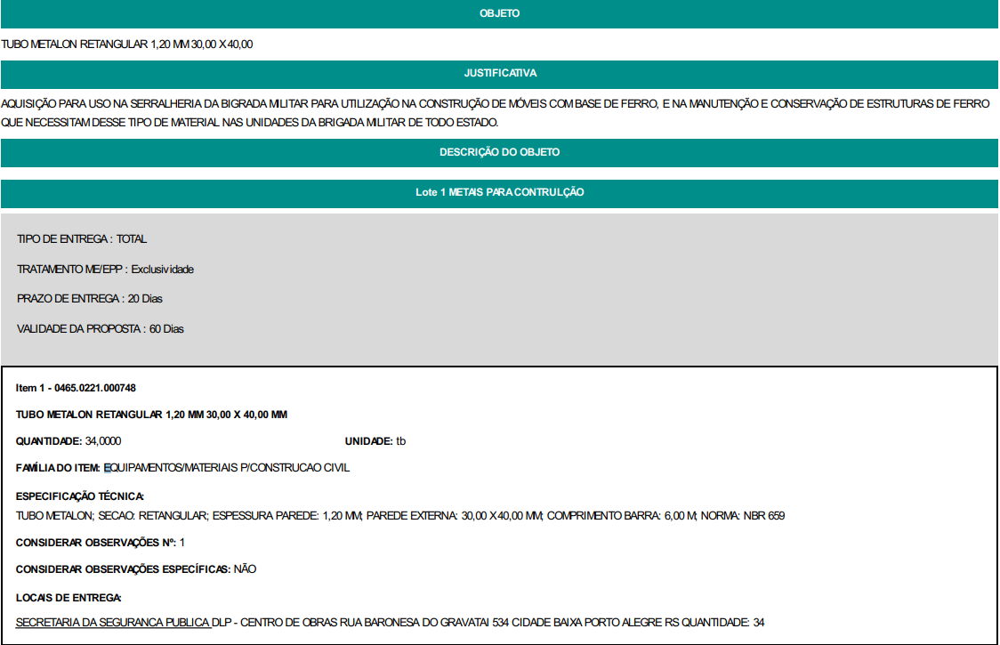 OBJETO
TUBO METALON RETANGULAR 1,20 MM 30,00 X 40,00
JUSTIFICATIVA
AQUISIÇÃO PARA USO NA SERRALHERIA DA BIGRADA MILITAR PARA UTILIZAÇÃO NA CONSTRUÇÃO DE MÓVEIS COM BASE DE FERRO, E NA MANUTENÇÃO E CONSERVAÇÃO DE ESTRUTURAS DE FERRO
QUE NECESSITAM DESSE TIPO DE MATERIAL NAS UNIDADES DA BRIGADA MILITAR DE TODO ESTADO.
DESCRIÇÃO DO OBJETO
Lote 1 METAIS PARA CONTRULÇÃO
TIPO DE ENTREGA : TOTAL
TRATAMENTO ME/EPP : Exclusividade
PRAZO DE ENTREGA : 20 Dias
VALIDADE DA PROPOSTA : 60 Dias
Item 1 - 0465.0221.000748
TUBO METALON RETANGULAR 1,20 MM 30,00 X 40,00 MM
QUANTIDADE: 34,0000 UNIDADE: tb
FAMÍLIA DO ITEM: EQUIPAMENTOS/MATERIAIS P/CONSTRUCAO CIVIL
ESPECIFICAÇÃO TÉCNICA:
TUBO METALON; SECAO: RETANGULAR; ESPESSURA PAREDE: 1,20 MM; PAREDE EXTERNA: 30,00 X 40,00 MM; COMPRIMENTO BARRA: 6,00 M; NORMA: NBR 659
CONSIDERAR OBSERVAÇÕES Nº: 1
CONSIDERAR OBSERVAÇÕES ESPECÍFICAS: NÃO
LOCAIS DE ENTREGA:
SECRETARIA DA SEGURANCA PUBLICA DLP - CENTRO DE OBRAS RUA BARONESA DO GRAVATAI 534 CIDADE BAIXA PORTO ALEGRE RS QUANTIDADE: 34